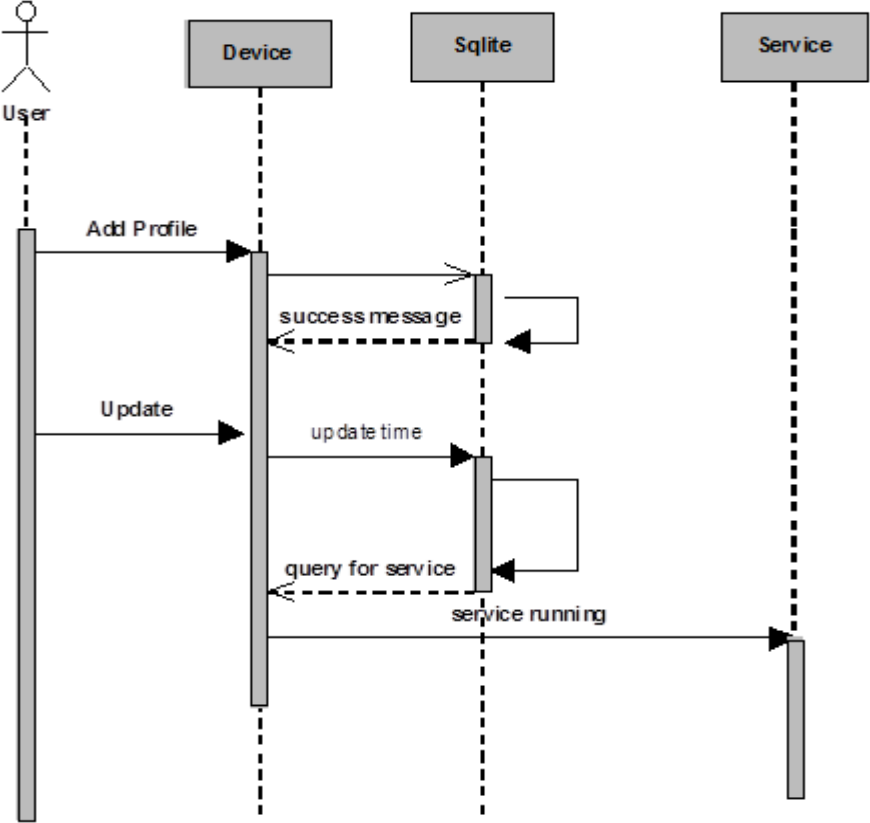 Device
Sqlite
Service
User
Add Profile
success message
Update
update time
query for service
service running